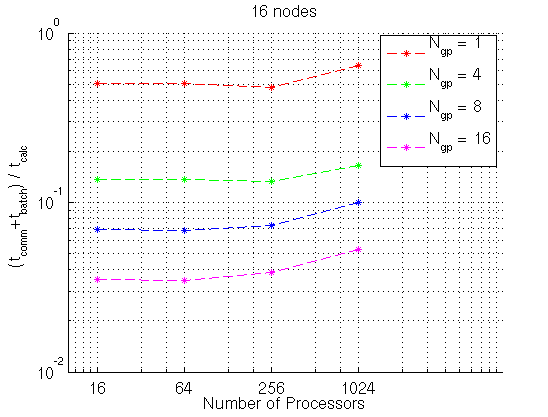 16 nodes
10^0
N_gp = 1
N_gp = 4
N_gp = 8
N_gp = 16
(t_comm+t_batch) / t_calc
10^-1
10^-2
16 64 256 1024
Number of Processors